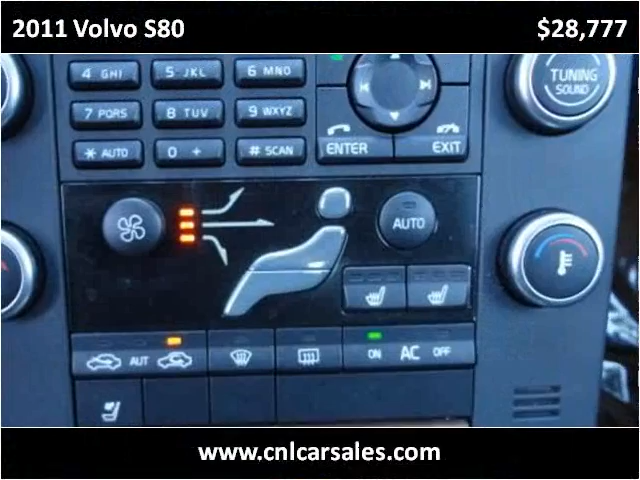 2011 Volvo S80 $28,777
4 GHI 5 JKL 6 MNO
TUNING
SOUND
7 PQRS 8 TUV 9 WXYZ
* AUTO 0 + # SCAN
ENTER EXIT
AUTO
AUT
ON AC OFF
www.cnlcarsales.com